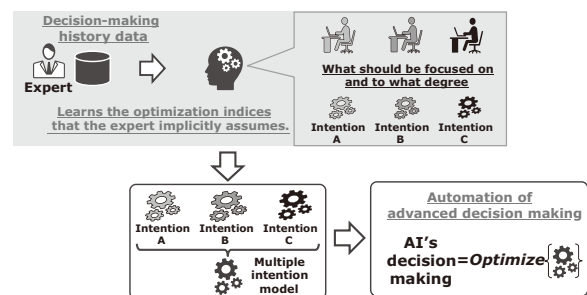 Decision-making
history data
Expert
Learns the optimization indices
that the expert implicitly assumes.
What should be focused on
and to what degree
Intention
A
Intention
B
Intention
C
Intention
A
Intention
B
Intention
C
Multiple
intention
model
Automation of
advanced decision making
AI's
decision=Optimize{ }
making